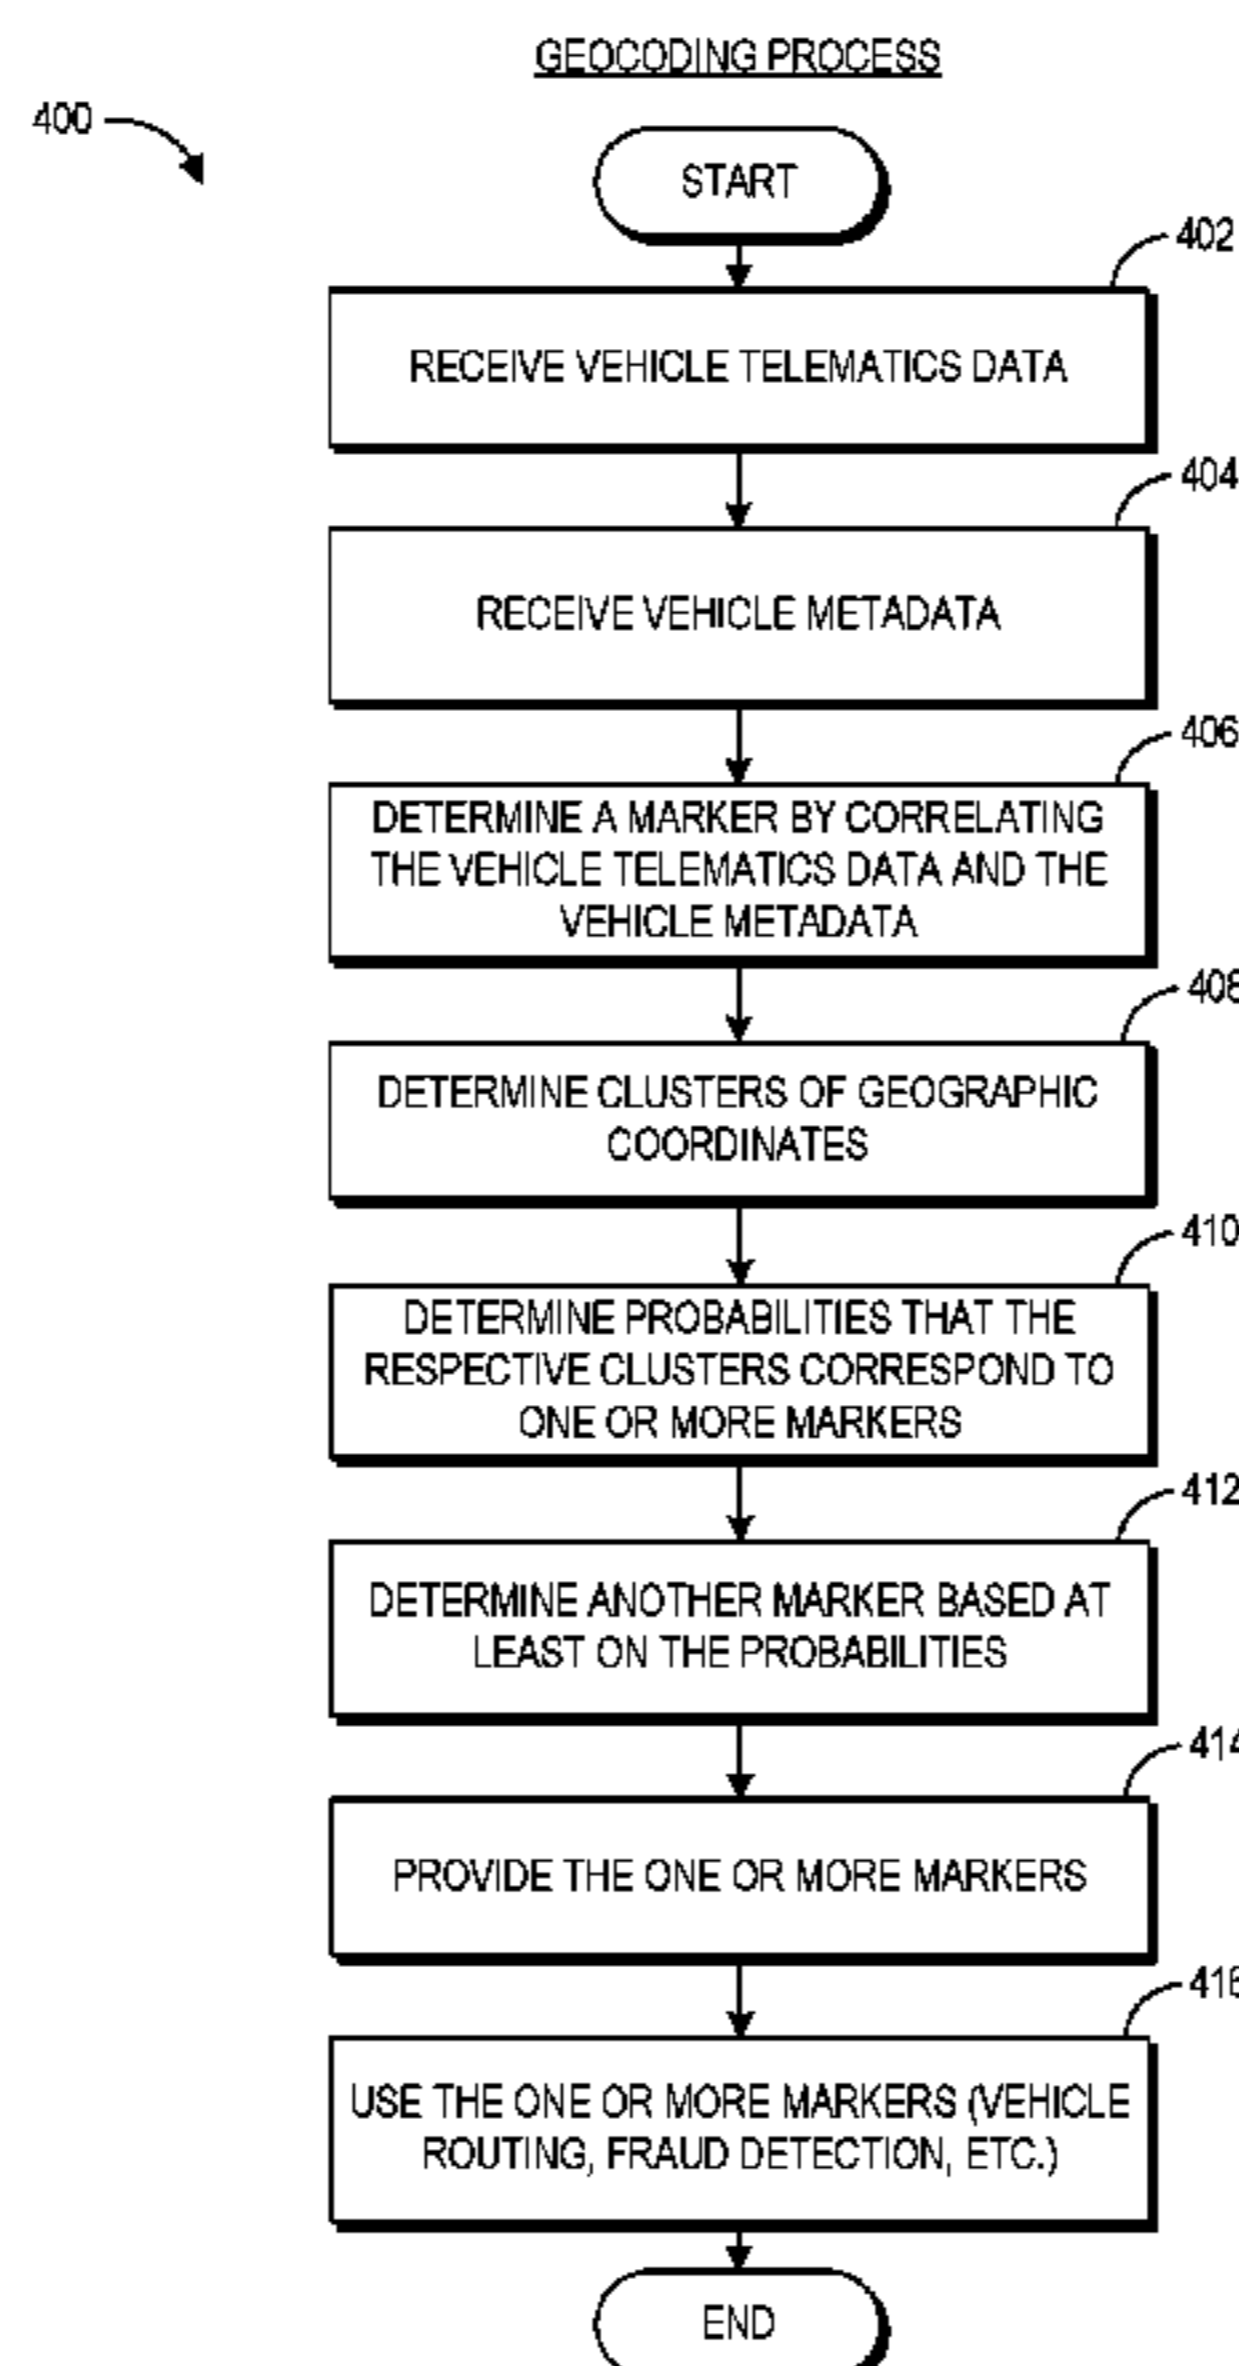 GEOCODING PROCESS
400
START
402
RECEIVE VEHICLE TELEMATICS DATA
404
RECEIVE VEHICLE METADATA
406
DETERMINE A MARKER BY CORRELATING
THE VEHICLE TELEMATICS DATA AND THE
VEHICLE METADATA
408
DETERMINE CLUSTERS OF GEOGRAPHIC
COORDINATES
410
DETERMINE PROBABILITIES THAT THE
RESPECTIVE CLUSTERS CORRESPOND TO
ONE OR MORE MARKERS
412
DETERMINE ANOTHER MARKER BASED AT
LEAST ON THE PROBABILITIES
414
PROVIDE THE ONE OR MORE MARKERS
416
USE THE ONE OR MORE MARKERS (VEHICLE
ROUTING, FRAUD DETECTION, ETC.)
END